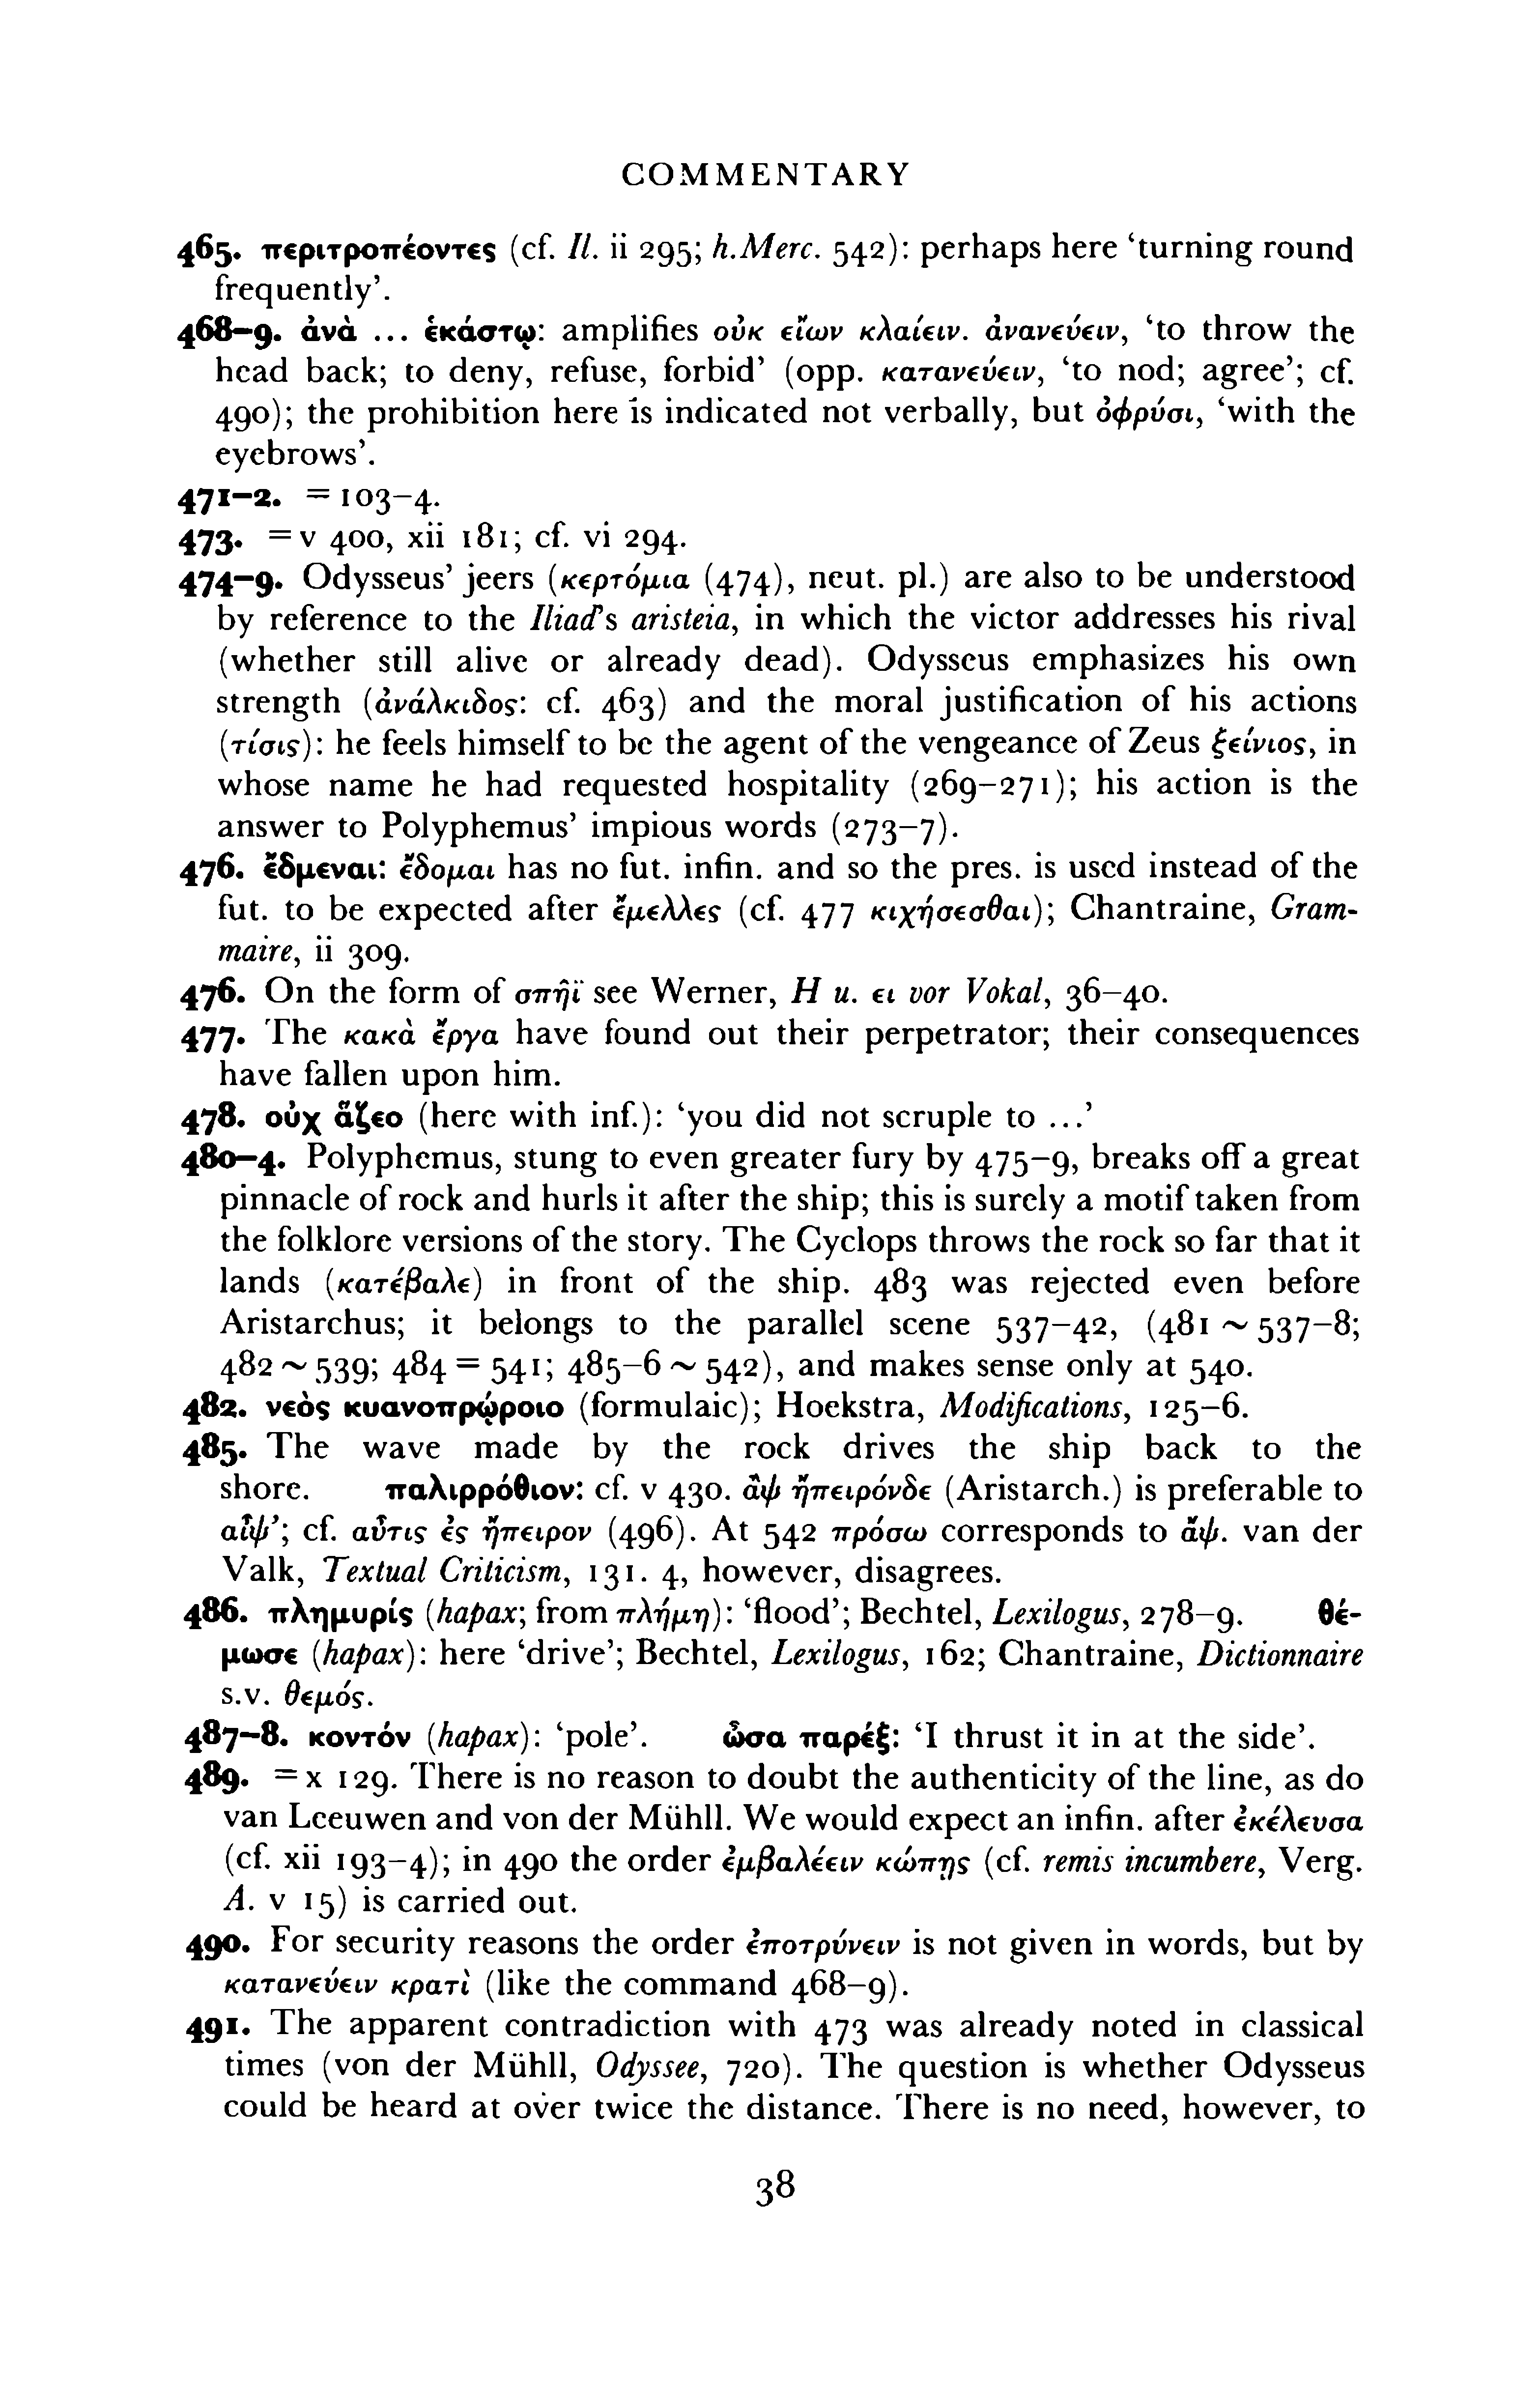 COMMENTARY
465. περιτροπέοντες (cf. Il. ii 295; h.Merc. 542): perhaps here ‘turning round
frequently’.
468–9. ἀνὰ ... ἑκάστῳ: amplifies οὐκ εἴων κλαίειν. ἀνανεύειν, ‘to throw the
head back; to deny, refuse, forbid’ (opp. κατανεύειν, ‘to nod; agree’; cf.
490); the prohibition here is indicated not verbally, but ὀφρύσι, ‘with the
eyebrows’.
471–2. = 103–4.
473. = v 400, xii 181; cf. vi 294.
474–9. Odysseus’ jeers (κερτόμια (474), neut. pl.) are also to be understood
by reference to the Iliad’s aristeia, in which the victor addresses his rival
(whether still alive or already dead). Odysseus emphasizes his own
strength (ἀνάλκιδος: cf. 463) and the moral justification of his actions
(τίσις): he feels himself to be the agent of the vengeance of Zeus ξείνιος, in
whose name he had requested hospitality (269–271); his action is the
answer to Polyphemus’ impious words (273–7).
476. ἔδμεναι: ἔδομαι has no fut. infin. and so the pres. is used instead of the
fut. to be expected after ἔμελλες (cf. 477 κιχήσεσθαι); Chantraine, Gram-
maire, ii 309.
476. On the form of σπῆϊ see Werner, H u. ει vor Vokal, 36–40.
477. The κακὰ ἔργα have found out their perpetrator; their consequences
have fallen upon him.
478. οὐχ ἅζεο (here with inf.): ‘you did not scruple to ...’
480–4. Polyphemus, stung to even greater fury by 475–9, breaks off a great
pinnacle of rock and hurls it after the ship; this is surely a motif taken from
the folklore versions of the story. The Cyclops throws the rock so far that it
lands (κατέβαλε) in front of the ship. 483 was rejected even before
Aristarchus; it belongs to the parallel scene 537–42, (481 ~ 537–8;
482 ~ 539; 484 = 541; 485–6 ~ 542), and makes sense only at 540.
482. νεὸς κυανοπρῴροιο (formulaic); Hoekstra, Modifications, 125–6.
485. The wave made by the rock drives the ship back to the
shore. παλιρρόθιον: cf. v 430. ἂψ ἤπειρόνδε (Aristarch.) is preferable to
αἶψ’; cf. αὖτις ἐς ἤπειρον (496). At 542 πρόσω corresponds to ἄψ. van der
Valk, Textual Criticism, 131. 4, however, disagrees.
486. πλημυρίς (hapax; from πλήμη): ‘flood’; Bechtel, Lexilogus, 278–9. θέ-
μωσε (hapax): here ‘drive’; Bechtel, Lexilogus, 162; Chantraine, Dictionnaire
s.v. θεμός.
487–8. κοντόν (hapax): ‘pole’. ὦσα παρέξ: ‘I thrust it in at the side’.
489. = x 129. There is no reason to doubt the authenticity of the line, as do
van Leeuwen and von der Mühll. We would expect an infin. after ἐκέλευσα
(cf. xii 193–4); in 490 the order ἐμβαλέειν κώπῃς (cf. remis incumbere, Verg.
A. v 15) is carried out.
490. For security reasons the order ἐποτρύνειν is not given in words, but by
κατανεύειν κρατὶ (like the command 468–9).
491. The apparent contradiction with 473 was already noted in classical
times (von der Mühll, Odyssee, 720). The question is whether Odysseus
could be heard at over twice the distance. There is no need, however, to
38